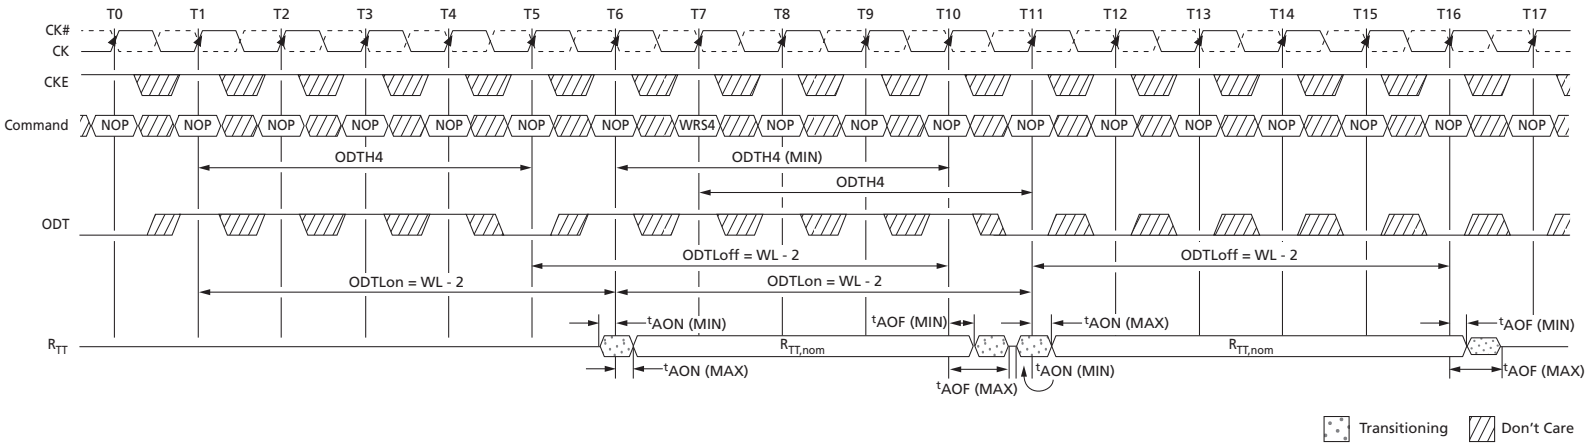 T0 T1 T2 T3 T4 T5 T6 T7 T8 T9 T10 T11 T12 T13 T14 T15 T16 T17
CK#
CK
CKE
Command NOP NOP NOP NOP NOP NOP NOP WRS4 NOP NOP NOP NOP NOP NOP NOP NOP NOP NOP
ODTH4 ODTH4 (MIN)
ODTH4
ODT
ODTLoff = WL - 2 ODTLoff = WL - 2
ODTLon = WL - 2 ODTLon = WL - 2
tAON (MIN) tAOF (MIN) tAON (MAX) tAOF (MIN)
RTT RTT,nom RTT,nom
tAON (MAX) tAON (MIN) tAOF (MAX)
tAOF (MAX)
Transitioning Don't Care